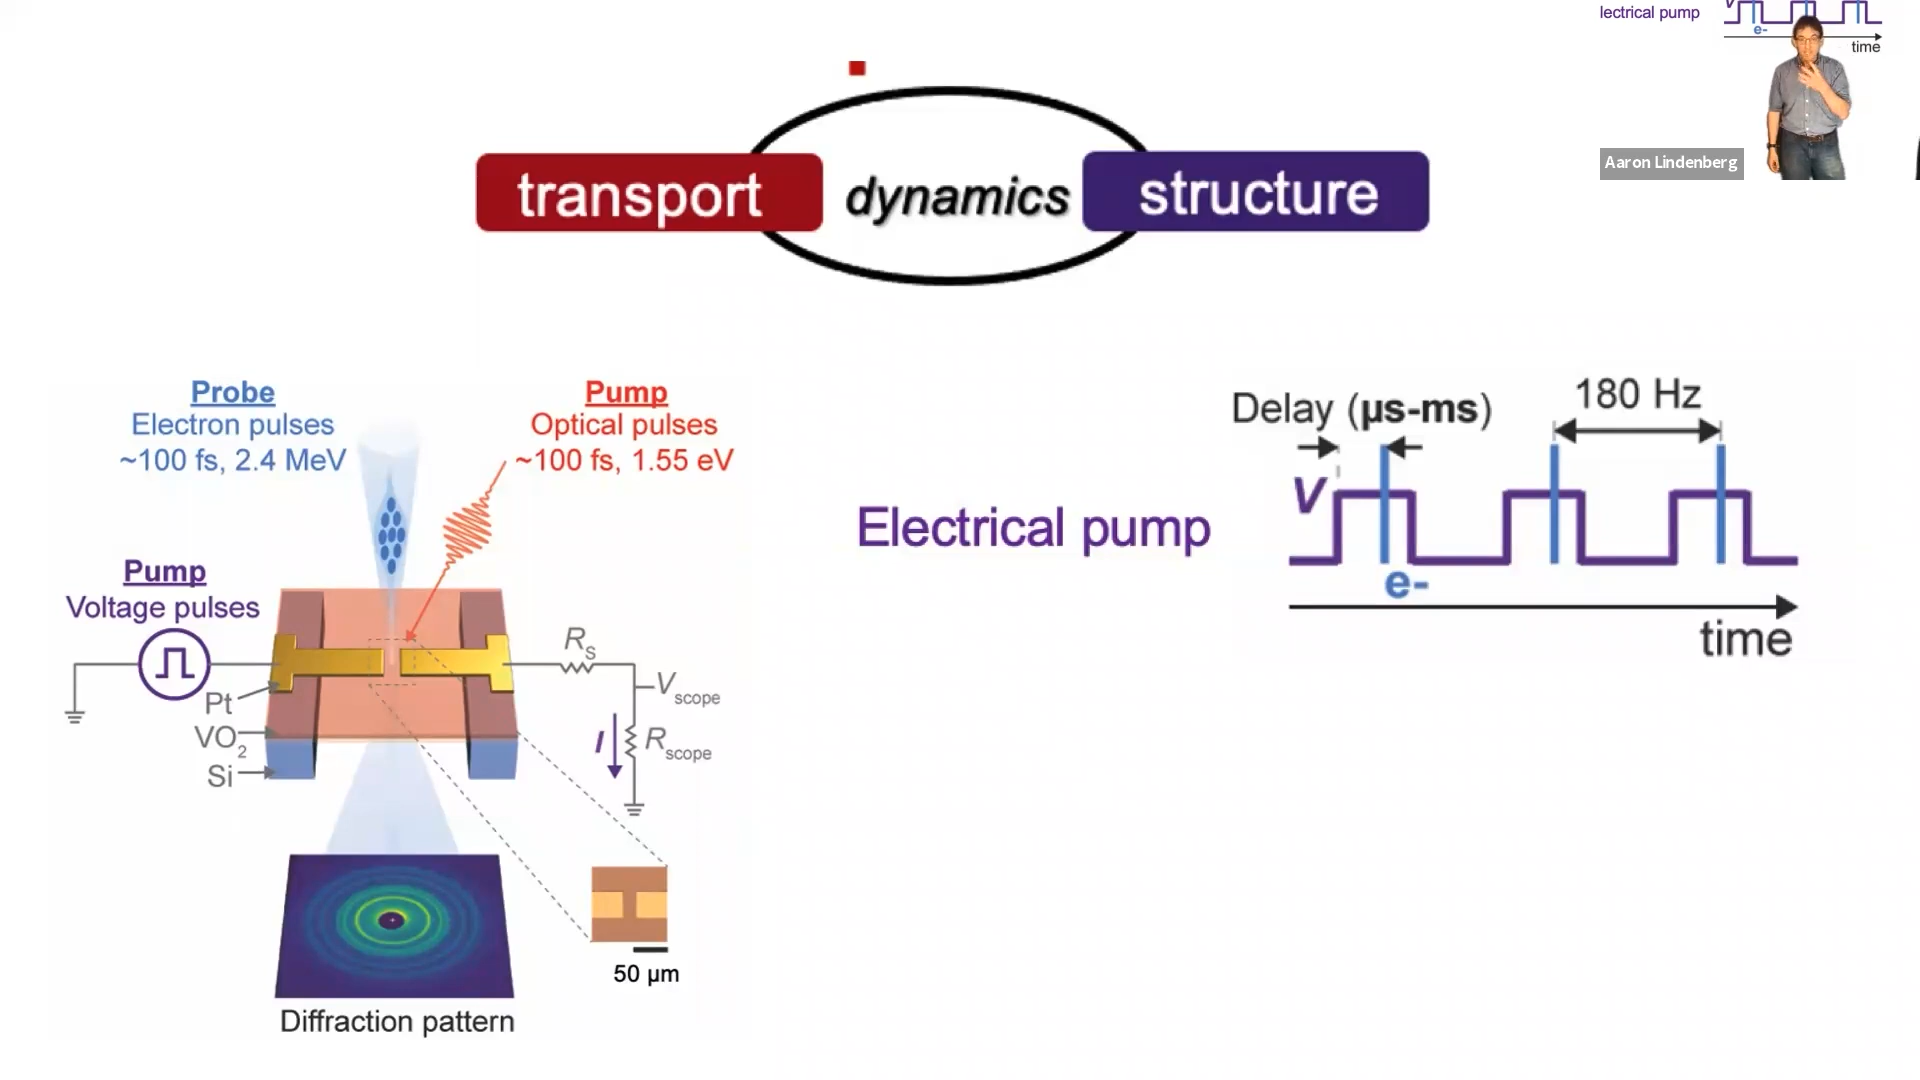 lectrical pump
V
e-
time
Aaron Lindenberg
transport
dynamics
structure
Probe
Electron pulses
~100 fs, 2.4 MeV
Pump
Optical pulses
~100 fs, 1.55 eV
Pump
Voltage pulses
Pt
VO2
Si
Rs
Vscope
I
Rscope
50 µm
Diffraction pattern
Electrical pump
Delay (µs-ms)
180 Hz
V
e-
time